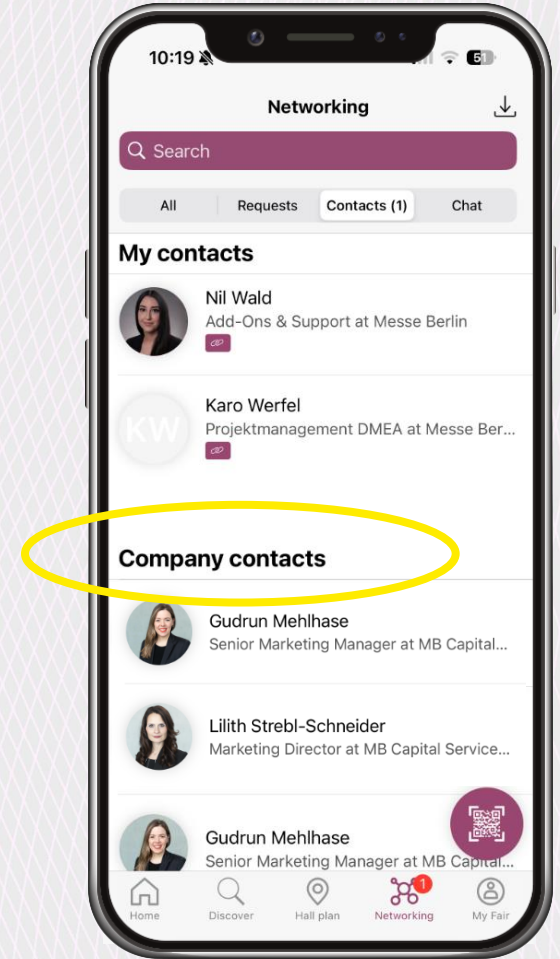 10:19
51
Networking
Search
All Requests Contacts (1) Chat
My contacts
Nil Wald
Add-Ons & Support at Messe Berlin
KW
Karo Werfel
Projektmanagement DMEA at Messe Ber...
Company contacts
Gudrun Mehlhase
Senior Marketing Manager at MB Capital...
Lilith Strebl-Schneider
Marketing Director at MB Capital Service...
Gudrun Mehlhase
Senior Marketing Manager at MB Capital...
1
Home Discover Hall plan Networking My Fair